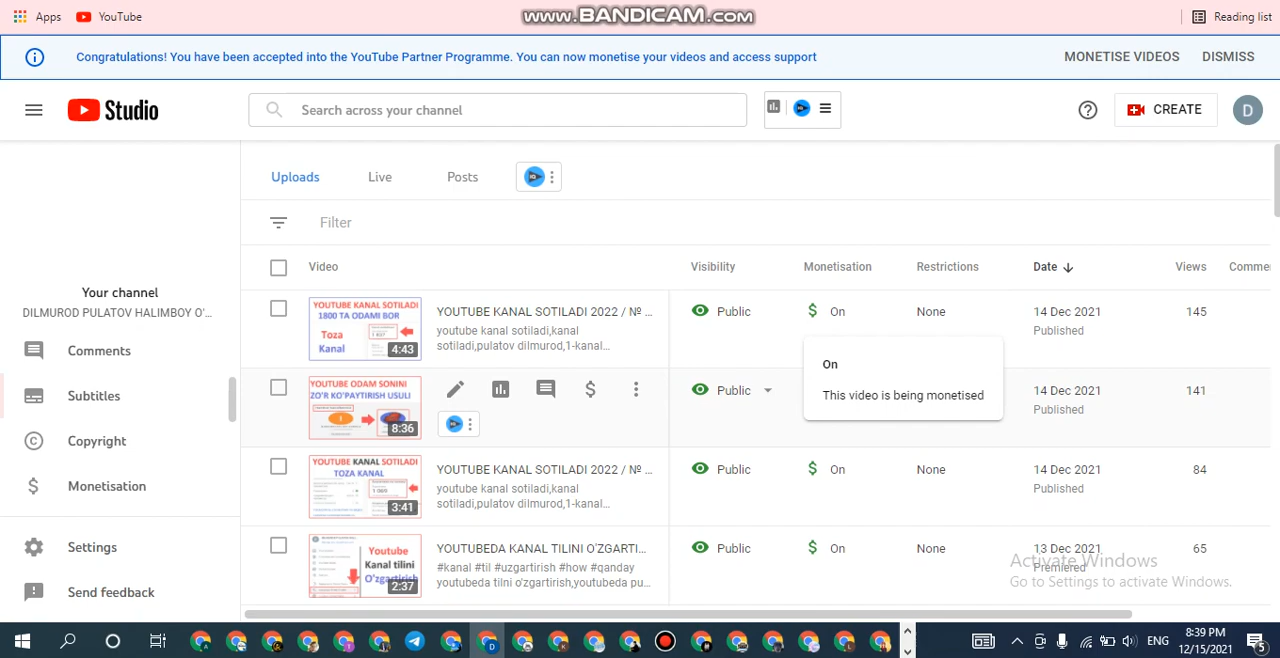 Apps
YouTube
www.BANDICAM.com
Reading list
Congratulations! You have been accepted into the YouTube Partner Programme. You can now monetise your videos and access support
MONETISE VIDEOS
DISMISS
Studio
Search across your channel
CREATE
D
Uploads
Live
Posts
Filter
Video
Visibility
Monetisation
Restrictions
Date
Views
Your channel
DILMUROD PULATOV HALIMBOY O'...
Comments
Subtitles
Copyright
Monetisation
Settings
Send feedback
YOUTUBE KANAL SOTILADI
1800 TA ODAMI BOR
Toza
Kanal
4:43
YOUTUBE KANAL SOTILADI 2022 / № ...
youtube kanal sotiladi,kanal
sotiladi,pulatov dilmurod,1-kanal...
Public
On
None
14 Dec 2021
Published
145
On
This video is being monetised
YOUTUBE ODAM SONINI
ZO'R KO'PAYTIRISH USULI
8:36
Public
14 Dec 2021
Published
141
YOUTUBE KANAL SOTILADI
TOZA KANAL
3:41
YOUTUBE KANAL SOTILADI 2022 / № ...
youtube kanal sotiladi,kanal
sotiladi,pulatov dilmurod,1-kanal...
Public
On
None
14 Dec 2021
Published
84
Youtube
Kanal tilini
O'zgartirish
2:37
YOUTUBEDA KANAL TILINI O'ZGARTI...
#kanal #til #uzgartirish #how #qanday
youtubeda tilni o'zgartirish,youtubeda pu...
Public
On
None
13 Dec 2021
Premiered
65
Activate Windows
Go to Settings to activate Windows.
ENG
8:39 PM
12/15/2021
5